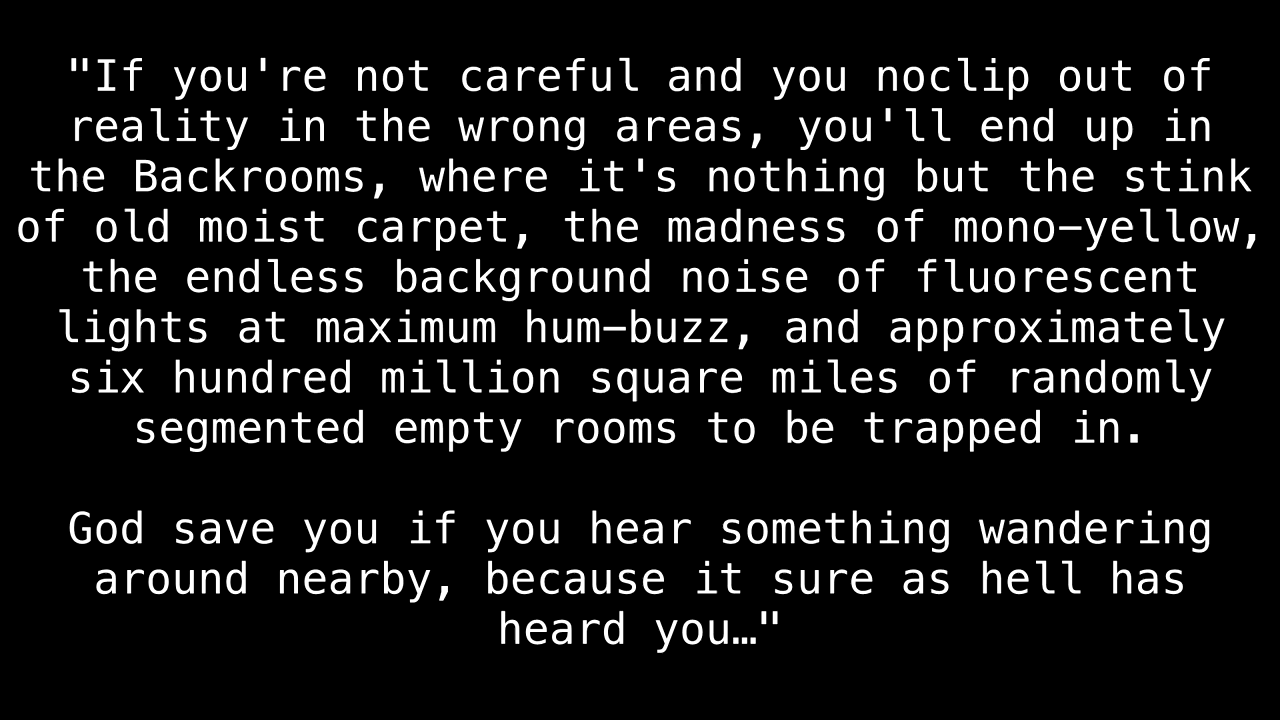 "If you're not careful and you noclip out of
reality in the wrong areas, you'll end up in
the Backrooms, where it's nothing but the stink
of old moist carpet, the madness of mono-yellow,
the endless background noise of fluorescent
lights at maximum hum-buzz, and approximately
six hundred million square miles of randomly
segmented empty rooms to be trapped in.
God save you if you hear something wandering
around nearby, because it sure as hell has
heard you…"